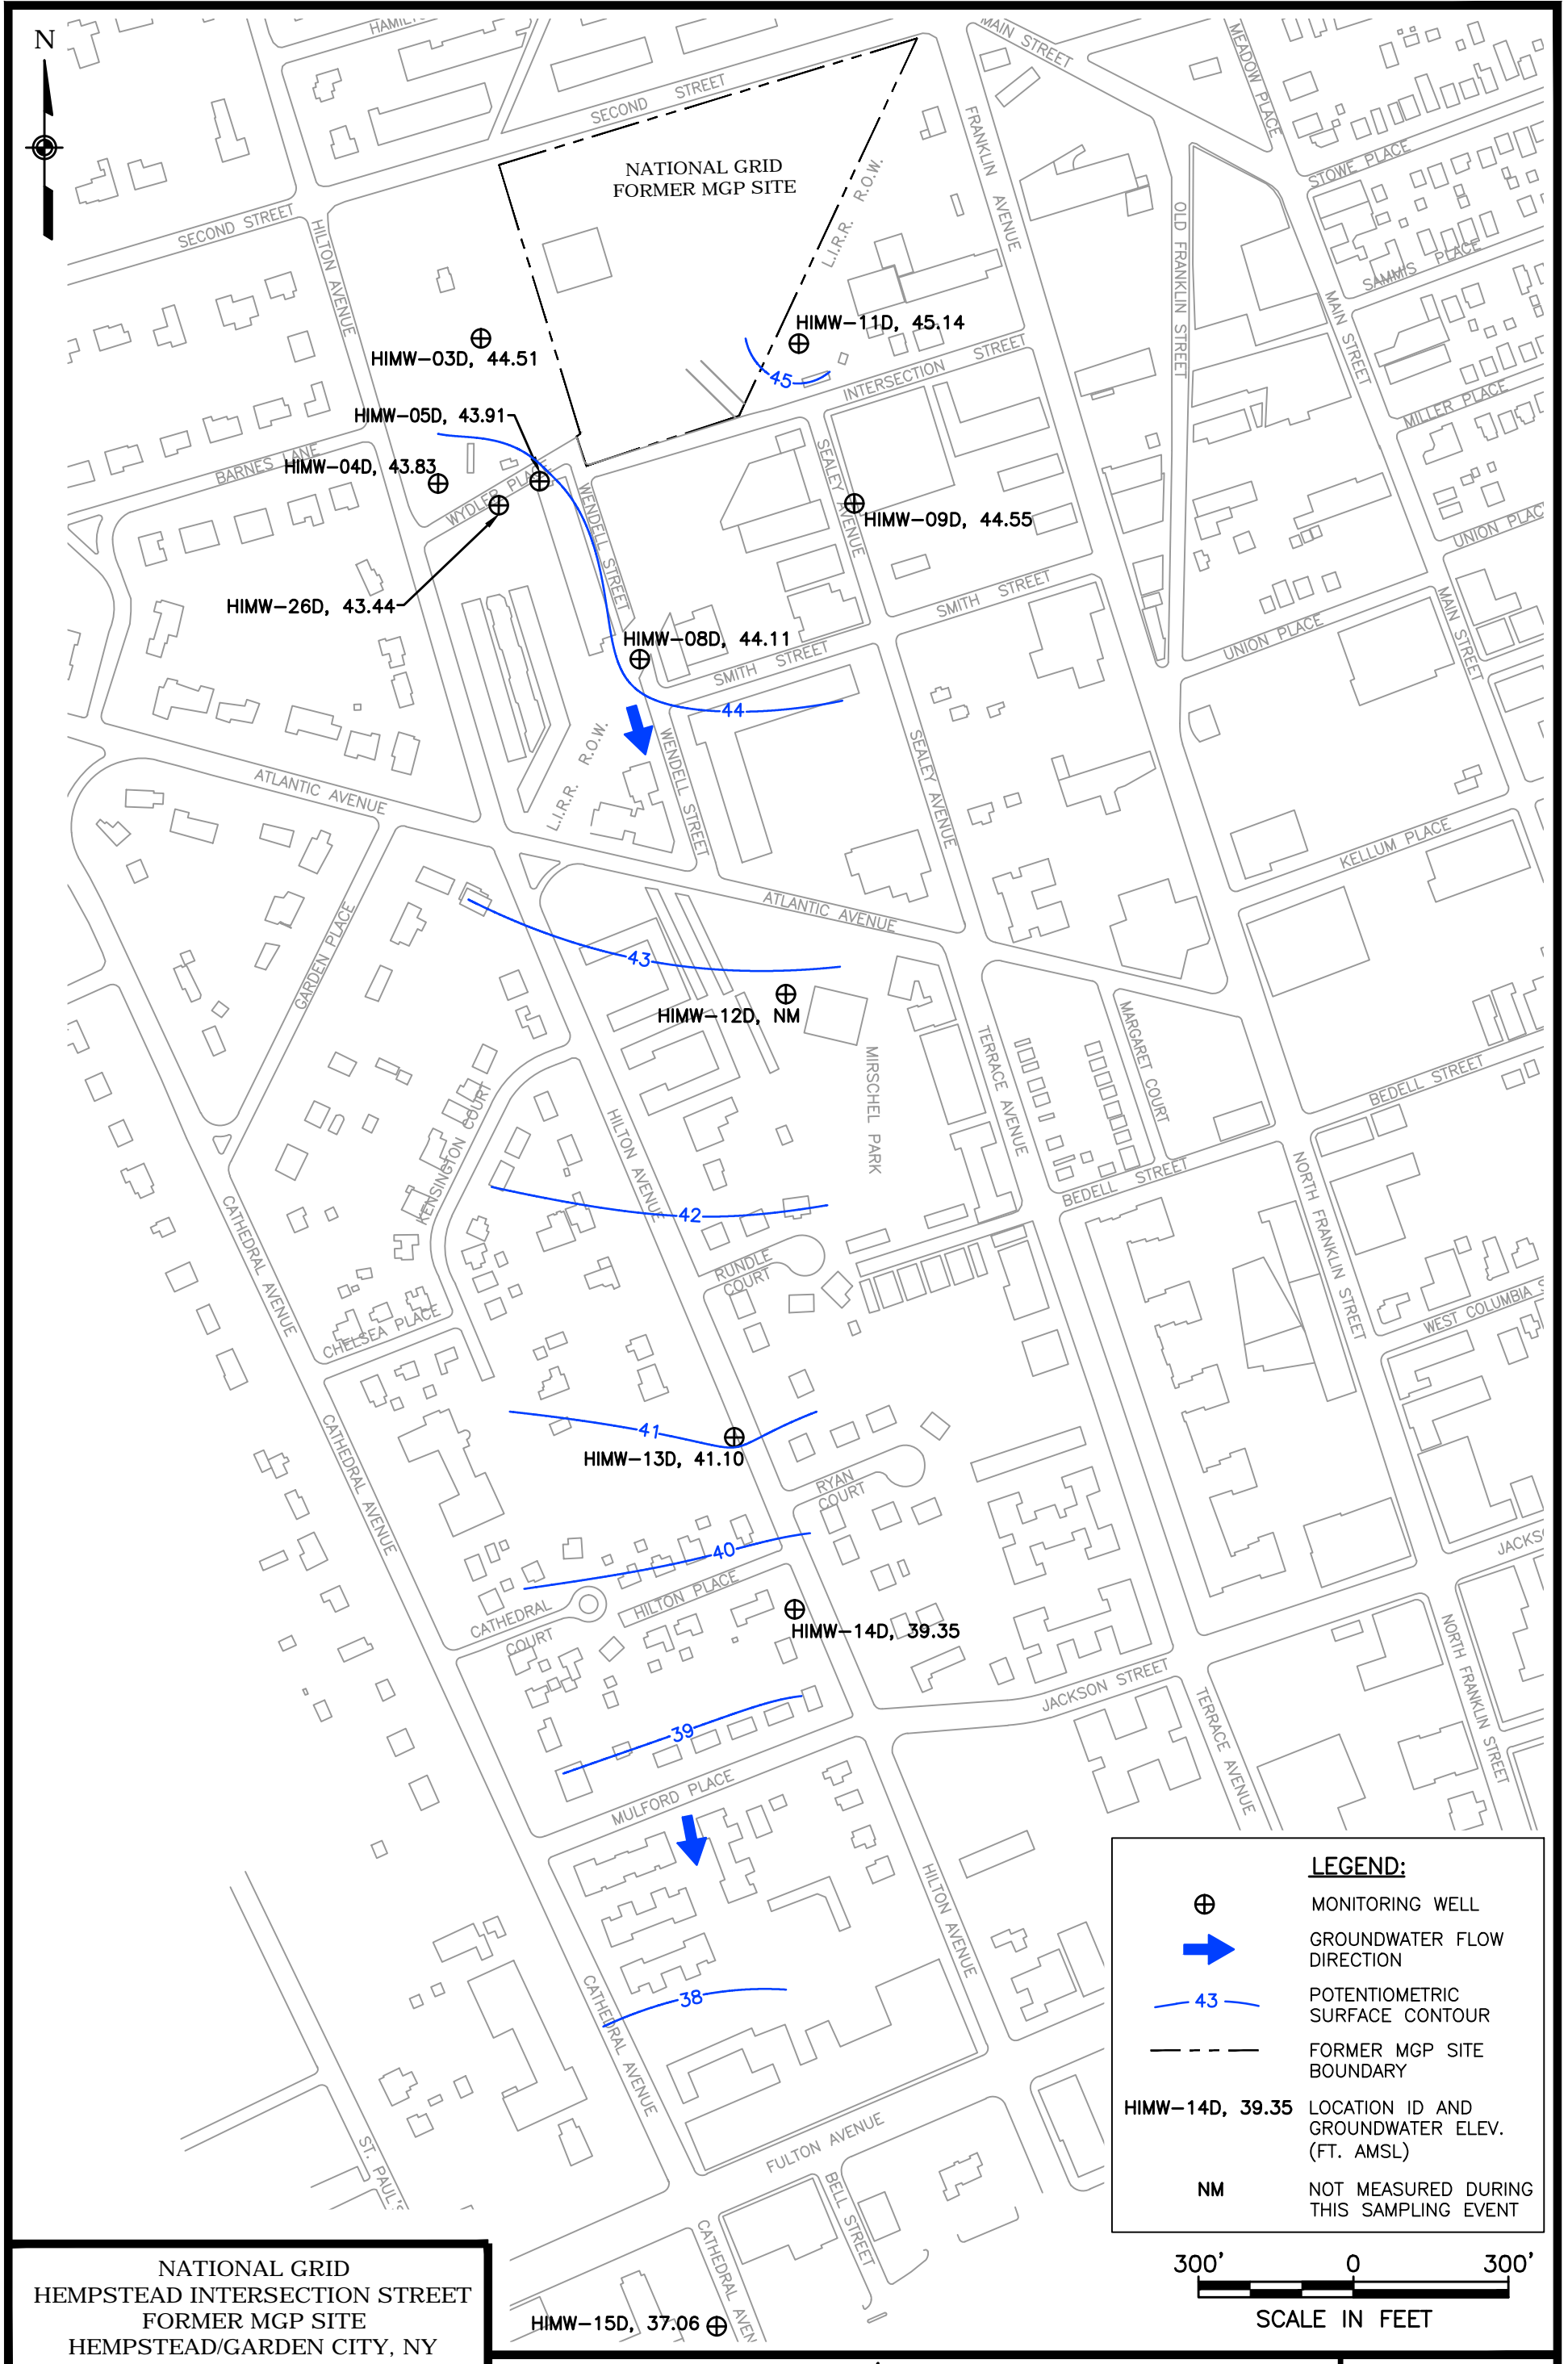 HAMILT
MAIN STREET
MEADOW PLACE
N
SECOND STREET
FRANKLIN AVENUE
NATIONAL GRID
FORMER MGP SITE
STOWE PLACE
L.I.R.R. R.O.W.
SECOND STREET
HILTON AVENUE
OLD FRANKLIN STREET
SAMMIS PLACE
MAIN STREET
HIMW-11D, 45.14
HIMW-03D, 44.51
INTERSECTION STREET
45
MILLER PLACE
HIMW-05D, 43.91
BARNES LANE
HIMW-04D, 43.83
SEALEY AVENUE
WYDLER PLACE
WENDELL STREET
HIMW-09D, 44.55
UNION PLAC
HIMW-26D, 43.44
SMITH STREET
MAIN STREET
UNION PLACE
HIMW-08D, 44.11
SMITH STREET
44
L.I.R.R. R.O.W.
WENDELL STREET
SEALEY AVENUE
ATLANTIC AVENUE
KELLUM PLACE
ATLANTIC AVENUE
GARDEN PLACE
43
HIMW-12D, NM
MARGARET COURT
TERRACE AVENUE
MIRSCHEL PARK
BEDELL STREET
KENSINGTON COURT
HILTON AVENUE
BEDELL STREET
NORTH FRANKLIN STREET
CATHEDRAL AVENUE
42
RUNDLE
COURT
WEST COLUMBIA S
CHELSEA PLACE
41
HIMW-13D, 41.10
CATHEDRAL AVENUE
RYAN
COURT
JACKS
40
HILTON PLACE
CATHEDRAL
COURT
HIMW-14D, 39.35
NORTH FRANKLIN STREET
JACKSON STREET
TERRACE AVENUE
39
MULFORD PLACE
HILTON AVENUE
CATHEDRAL AVENUE
38
FULTON AVENUE
ST. PAUL'S
BELL STREET
CATHEDRAL AVEN
HIMW-15D, 37.06
LEGEND:
MONITORING WELL
GROUNDWATER FLOW
DIRECTION
43
POTENTIOMETRIC
SURFACE CONTOUR
FORMER MGP SITE
BOUNDARY
HIMW-14D, 39.35
LOCATION ID AND
GROUNDWATER ELEV.
(FT. AMSL)
NM
NOT MEASURED DURING
THIS SAMPLING EVENT
300' 0 300'
SCALE IN FEET
NATIONAL GRID
HEMPSTEAD INTERSECTION STREET
FORMER MGP SITE
HEMPSTEAD/GARDEN CITY, NY